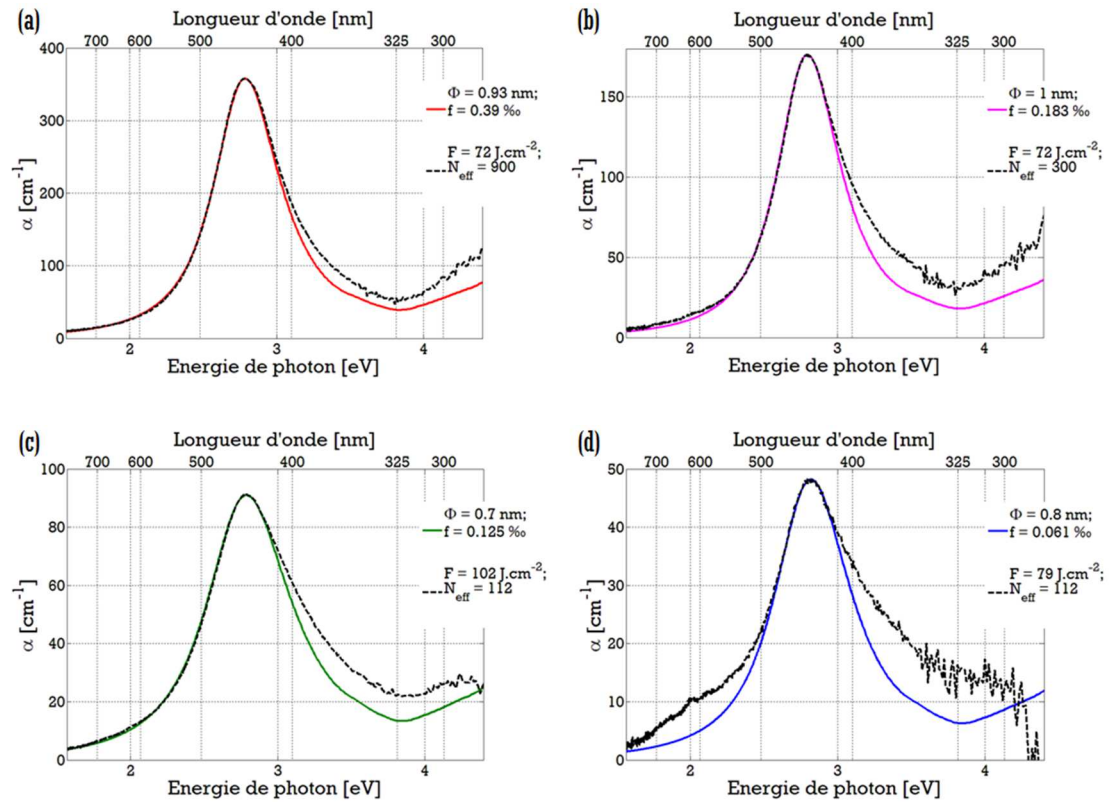 (a)
Longueur d'onde [nm]
700 600 500 400 325 300
400
300
200
100
0
α [cm⁻¹]
Φ = 0.93 nm;
f = 0.39 ‰
F = 72 J.cm⁻²;
N_eff = 900
2 3 4
Energie de photon [eV]
(b)
Longueur d'onde [nm]
700 600 500 400 325 300
150
100
50
0
α [cm⁻¹]
Φ = 1 nm;
f = 0.183 ‰
F = 72 J.cm⁻²;
N_eff = 300
2 3 4
Energie de photon [eV]
(c)
Longueur d'onde [nm]
700 600 500 400 325 300
100
80
60
40
20
0
α [cm⁻¹]
Φ = 0.7 nm;
f = 0.125 ‰
F = 102 J.cm⁻²;
N_eff = 112
2 3 4
Energie de photon [eV]
(d)
Longueur d'onde [nm]
700 600 500 400 325 300
50
40
30
20
10
0
α [cm⁻¹]
Φ = 0.8 nm;
f = 0.061 ‰
F = 79 J.cm⁻²;
N_eff = 112
2 3 4
Energie de photon [eV]